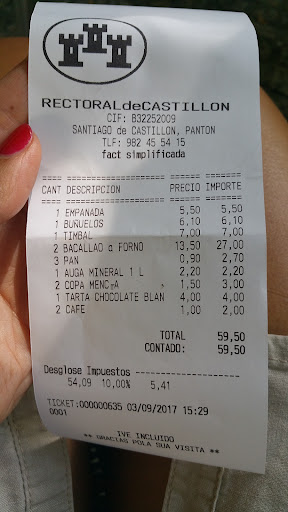 RECTORALdeCASTILLON
CIF: B32252009
SANTIAGO de CASTILLON, PANTON
TLF: 982 45 54 15
fact simplificada
==== =================== ====== =======
CANT DESCRIPCION PRECIO IMPORTE
==== =================== ====== =======
1 EMPANADA 5,50 5,50
1 BUÑUELOS 6,10 6,10
1 TIMBAL 7,00 7,00
2 BACALLAO a FORNO 13,50 27,00
3 PAN 0,90 2,70
1 AUGA MINERAL 1 L 2,20 2,20
2 COPA MENCIA 1,50 3,00
1 TARTA CHOCOLATE BLAN 4,00 4,00
2 CAFE 1,00 2,00
TOTAL 59,50
CONTADO: 59,50
Desglose Impuestos --------------------
54,09 10,00% 5,41
TICKET:000000635 03/09/2017 15:29
0001
IVE INCLUIDO
** GRACIAS POLA SUA VISITA **